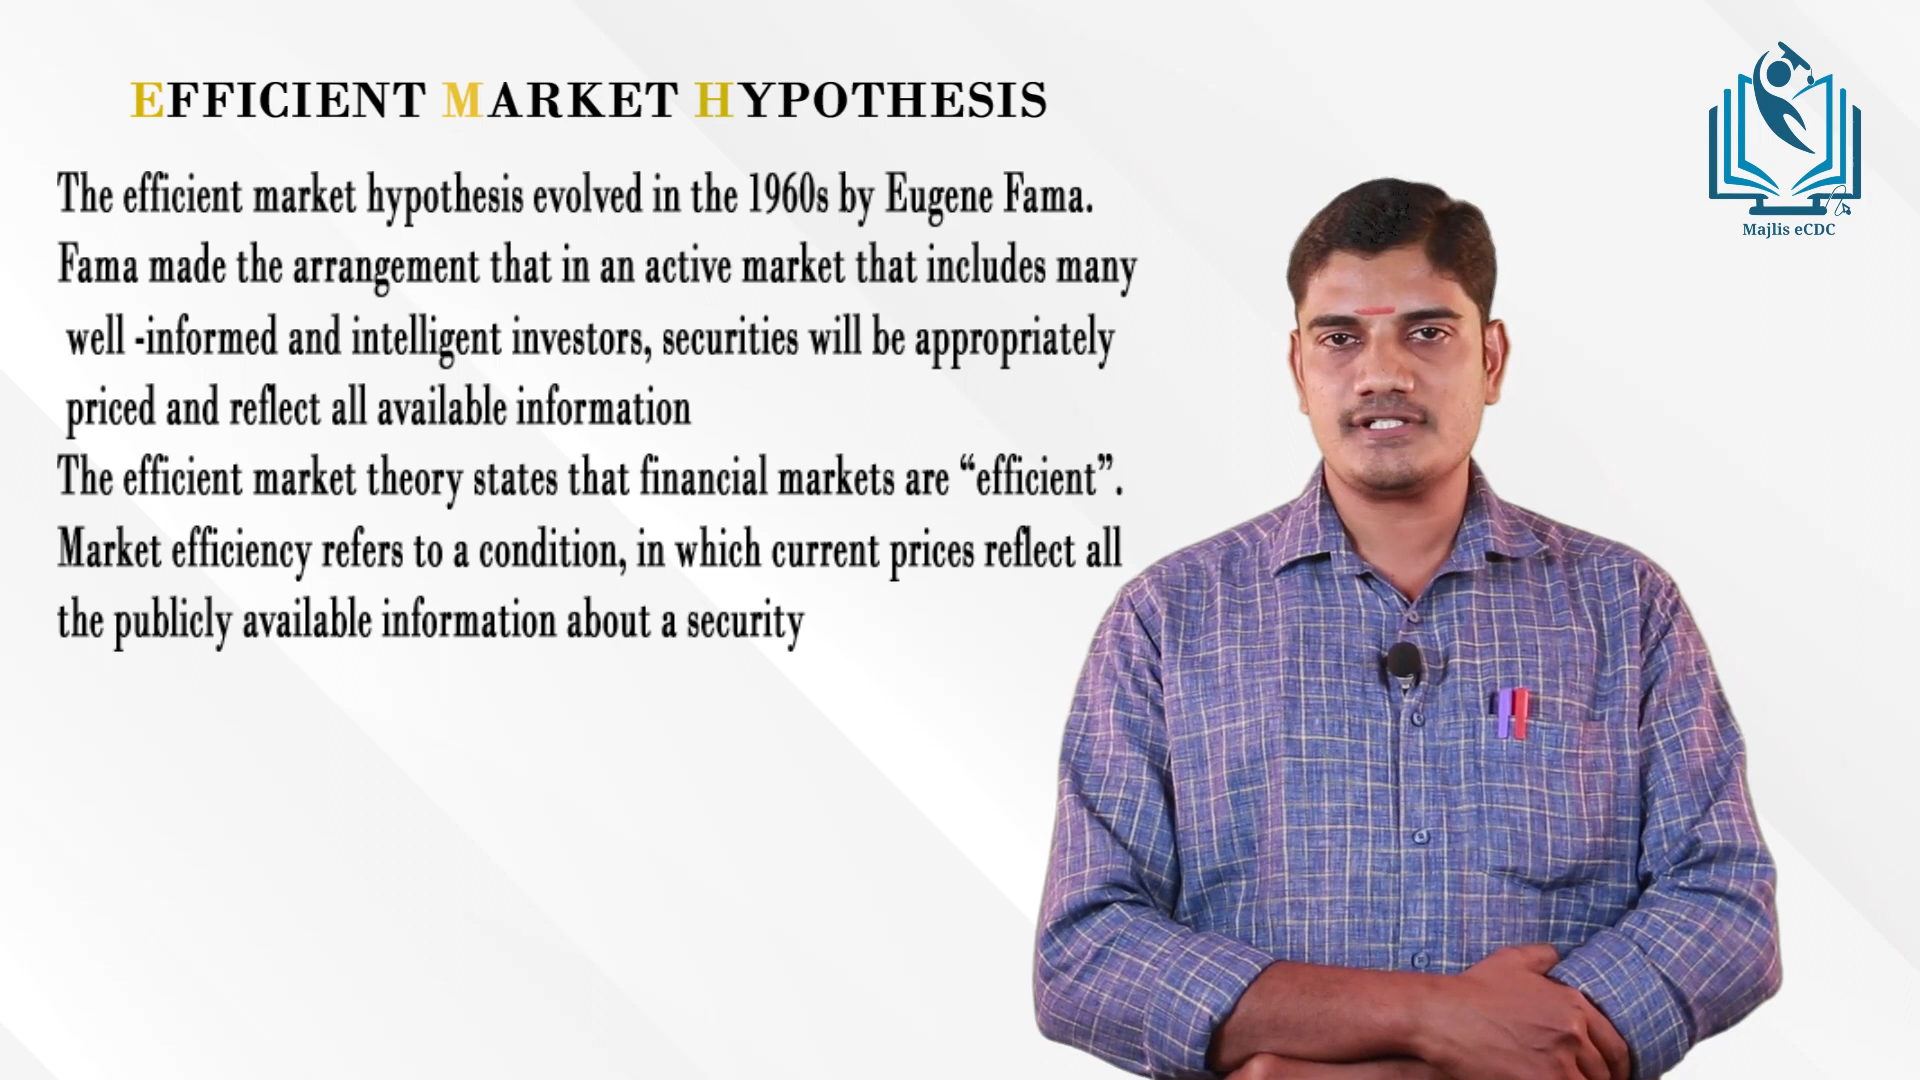 EFFICIENT MARKET HYPOTHESIS
The efficient market hypothesis evolved in the 1960s by Eugene Fama.
Fama made the arrangement that in an active market that includes many
well -informed and intelligent investors, securities will be appropriately
priced and reflect all available information
The efficient market theory states that financial markets are “efficient”.
Market efficiency refers to a condition, in which current prices reflect all
the publicly available information about a security
Majlis eCDC